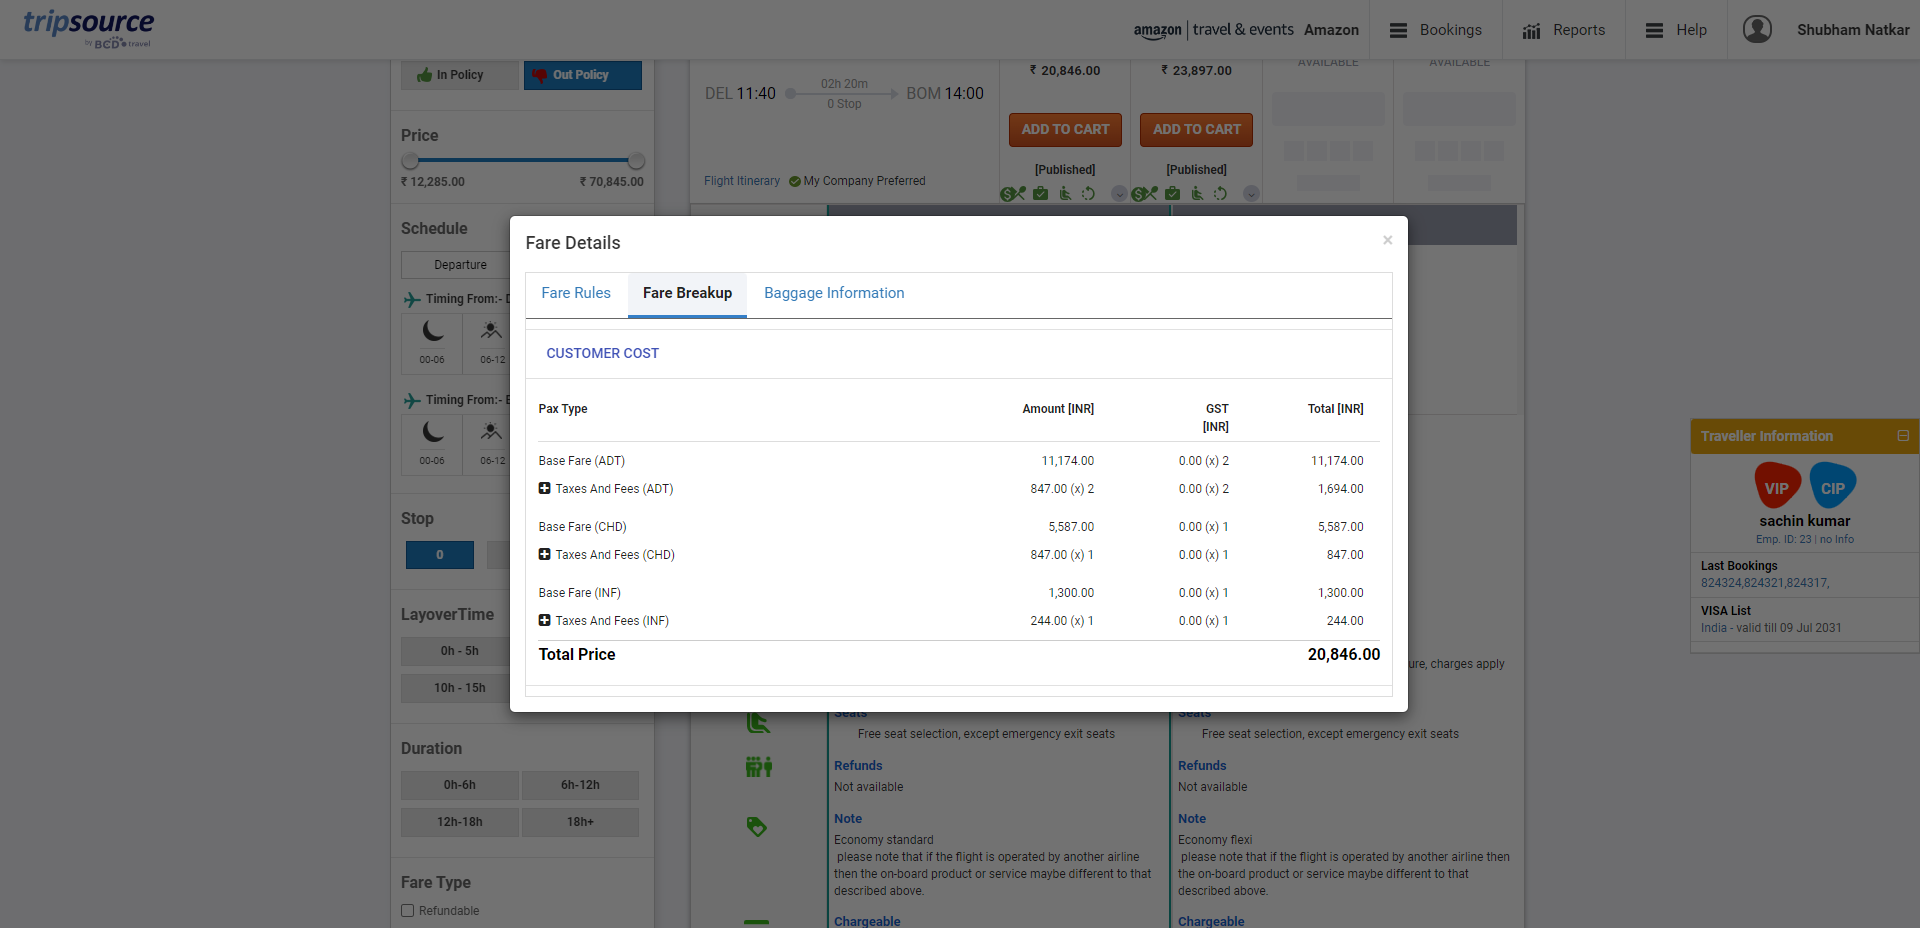 tripsource
by BCD travel
amazon | travel & events Amazon
Bookings
Reports
Help
Shubham Natkar
In Policy
Out Policy
Price
₹ 12,285.00
₹ 70,845.00
Schedule
Departure
Timing From:-
00-06
06-12
Timing From:-
00-06
06-12
Stop
0
LayoverTime
0h - 5h
10h - 15h
Duration
0h-6h
6h-12h
12h-18h
18h+
Fare Type
Refundable
DEL 11:40
02h 20m
0 Stop
BOM 14:00
Flight Itinerary
My Company Preferred
₹ 20,846.00
ADD TO CART
[Published]
₹ 23,897.00
ADD TO CART
[Published]
AVAILABLE
AVAILABLE
Fare Details
×
Fare Rules
Fare Breakup
Baggage Information
CUSTOMER COST
Pax Type
Amount [INR]
GST
[INR]
Total [INR]
Base Fare (ADT) 11,174.00 0.00 (x) 2 11,174.00
Taxes And Fees (ADT) 847.00 (x) 2 0.00 (x) 2 1,694.00
Base Fare (CHD) 5,587.00 0.00 (x) 1 5,587.00
Taxes And Fees (CHD) 847.00 (x) 1 0.00 (x) 1 847.00
Base Fare (INF) 1,300.00 0.00 (x) 1 1,300.00
Taxes And Fees (INF) 244.00 (x) 1 0.00 (x) 1 244.00
Total Price 20,846.00
ure, charges apply
Seats
Free seat selection, except emergency exit seats
Refunds
Not available
Note
Economy standard
please note that if the flight is operated by another airline
then the on-board product or service maybe different to that
described above.
Chargeable
Seats
Free seat selection, except emergency exit seats
Refunds
Not available
Note
Economy flexi
please note that if the flight is operated by another airline then
the on-board product or service maybe different to that
described above.
Chargeable
Traveller Information
VIP
CIP
sachin kumar
Emp. ID: 23 | no Info
Last Bookings
824324,824321,824317,
VISA List
India - valid till 09 Jul 2031